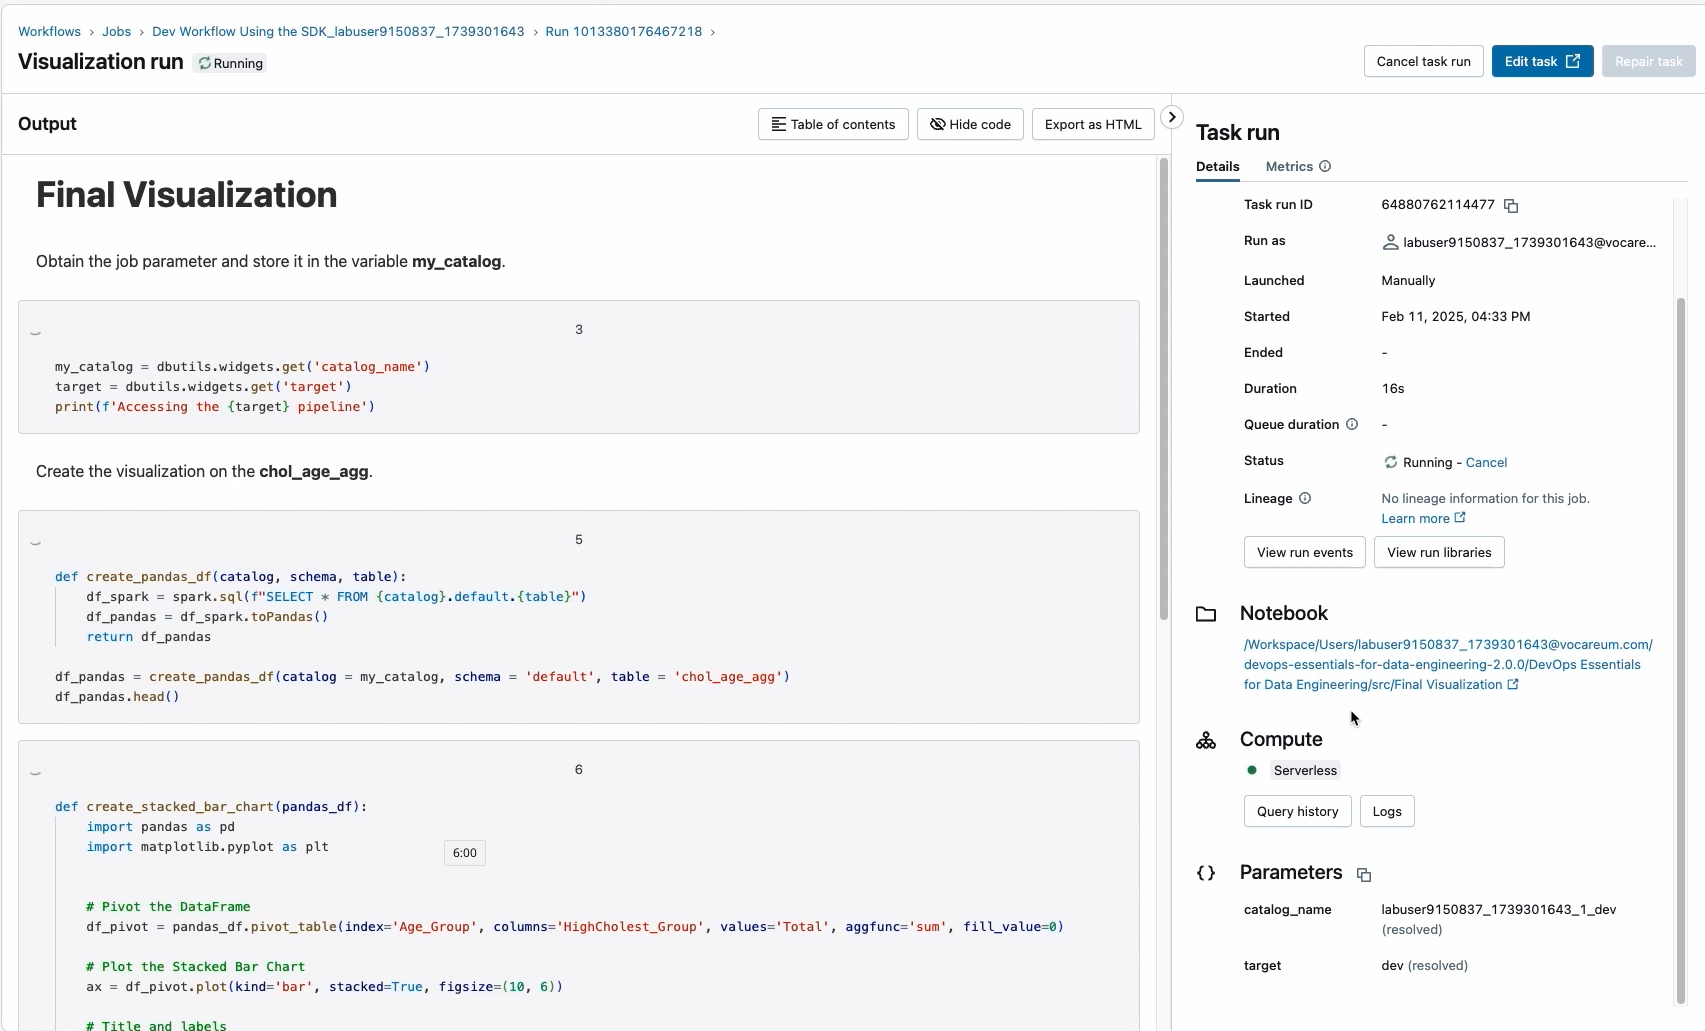 Workflows › Jobs › Dev Workflow Using the SDK_labuser9150837_1739301643 › Run 1013380176467218 ›
Visualization run Running
Cancel task run Edit task Repair task
Output
Table of contents Hide code Export as HTML
Final Visualization
Obtain the job parameter and store it in the variable my_catalog.
3
my_catalog = dbutils.widgets.get('catalog_name')
target = dbutils.widgets.get('target')
print(f'Accessing the {target} pipeline')
Create the visualization on the chol_age_agg.
5
def create_pandas_df(catalog, schema, table):
    df_spark = spark.sql(f"SELECT * FROM {catalog}.default.{table}")
    df_pandas = df_spark.toPandas()
    return df_pandas
df_pandas = create_pandas_df(catalog = my_catalog, schema = 'default', table = 'chol_age_agg')
df_pandas.head()
6
def create_stacked_bar_chart(pandas_df):
    import pandas as pd
    import matplotlib.pyplot as plt
6:00
    # Pivot the DataFrame
    df_pivot = pandas_df.pivot_table(index='Age_Group', columns='HighCholest_Group', values='Total', aggfunc='sum', fill_value=0)
    # Plot the Stacked Bar Chart
    ax = df_pivot.plot(kind='bar', stacked=True, figsize=(10, 6))
    # Title and labels
Task run
Details Metrics
Task run ID 64880762114477
Run as labuser9150837_1739301643@vocare...
Launched Manually
Started Feb 11, 2025, 04:33 PM
Ended -
Duration 16s
Queue duration -
Status Running - Cancel
Lineage No lineage information for this job.
Learn more
View run events View run libraries
Notebook
/Workspace/Users/labuser9150837_1739301643@vocareum.com/
devops-essentials-for-data-engineering-2.0.0/DevOps Essentials
for Data Engineering/src/Final Visualization
Compute
Serverless
Query history Logs
{} Parameters
catalog_name labuser9150837_1739301643_1_dev
(resolved)
target dev (resolved)